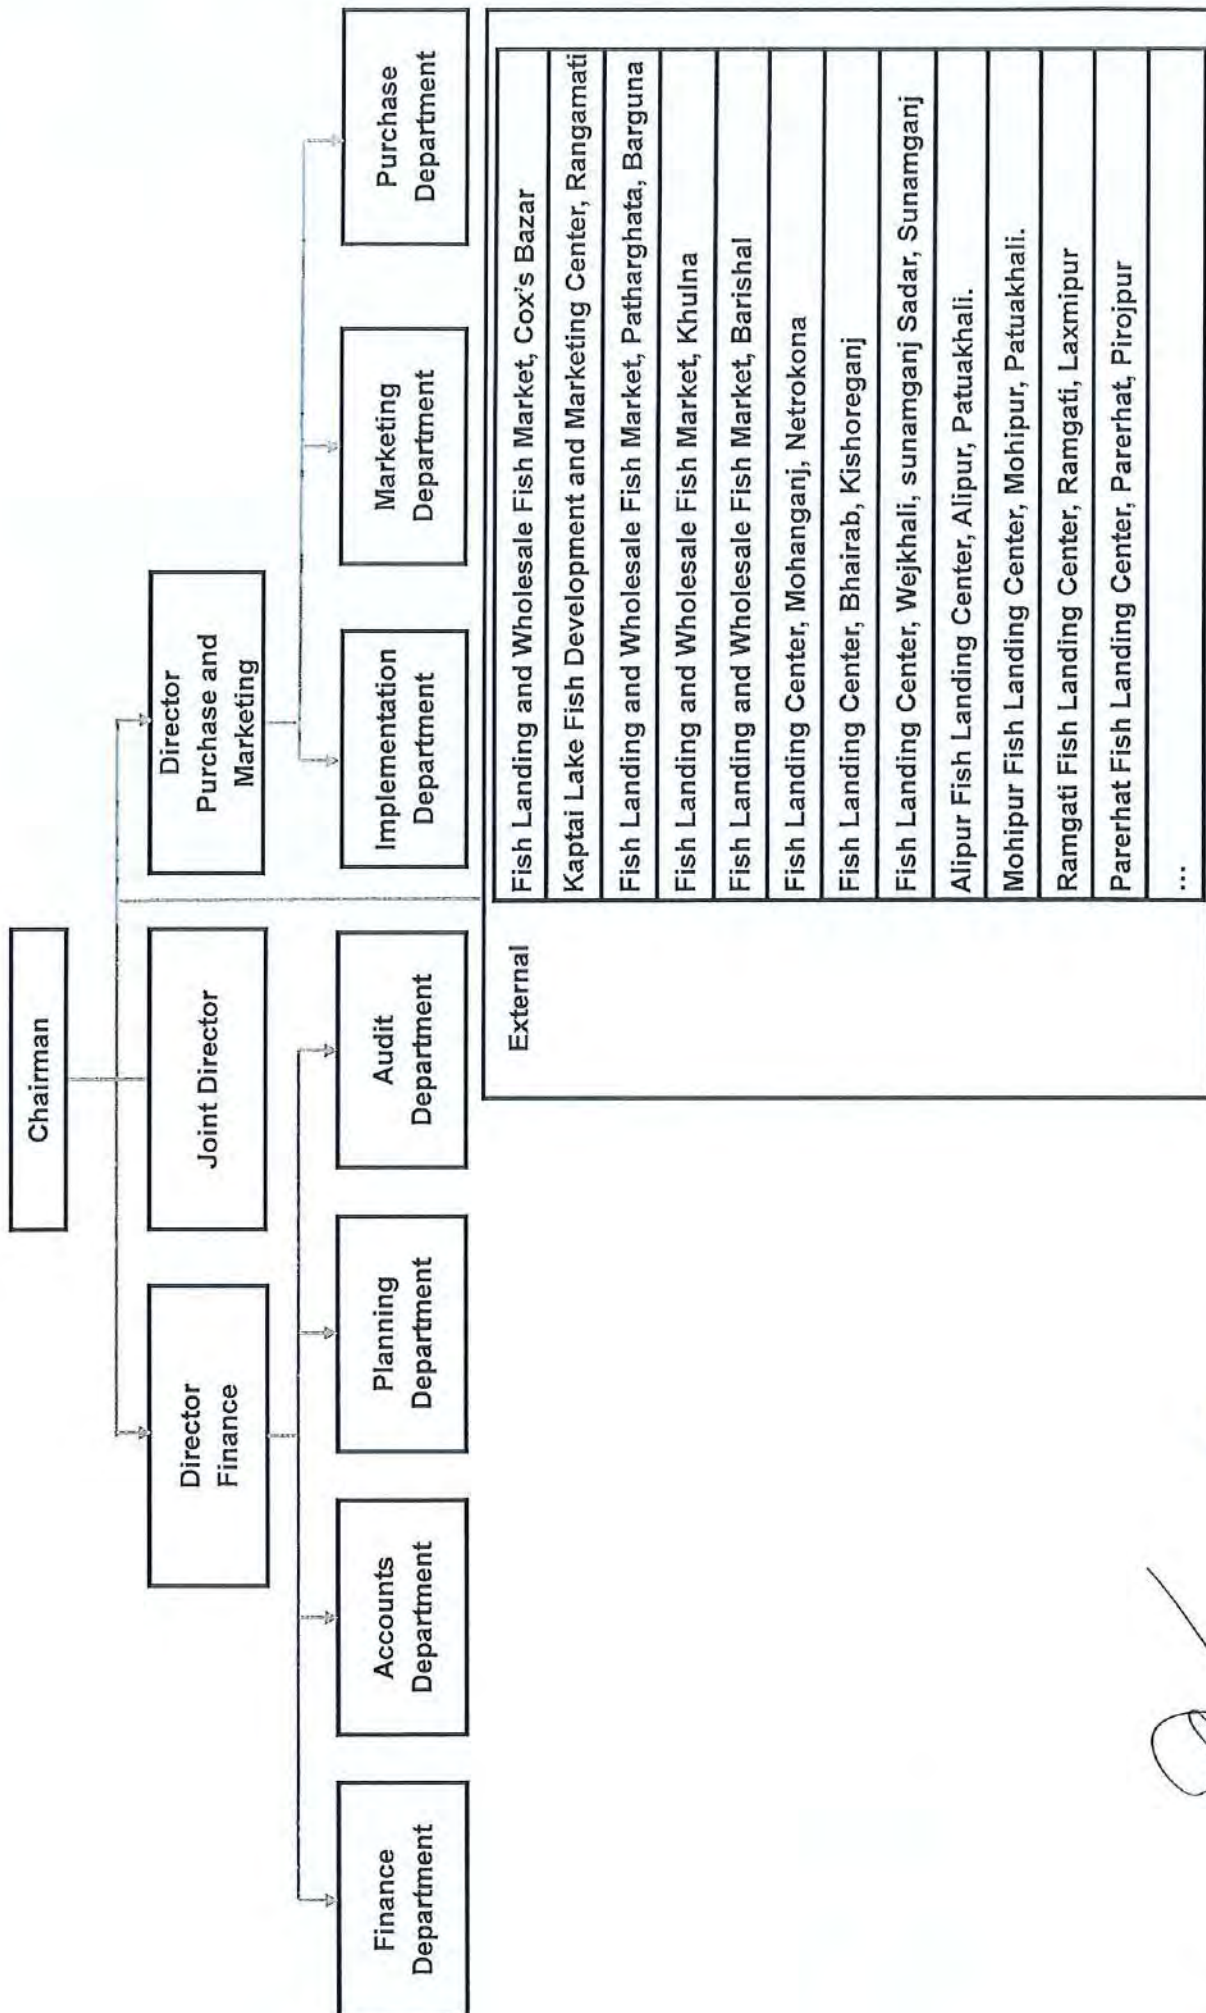 Chairman
Director
Finance
Joint Director
Director
Purchase and
Marketing
Finance
Department
Accounts
Department
Planning
Department
Audit
Department
Implementation
Department
Marketing
Department
Purchase
Department
External
Fish Landing and Wholesale Fish Market, Cox's Bazar
Kaptai Lake Fish Development and Marketing Center, Rangamati
Fish Landing and Wholesale Fish Market, Patharghata, Barguna
Fish Landing and Wholesale Fish Market, Khulna
Fish Landing and Wholesale Fish Market, Barishal
Fish Landing Center, Mohanganj, Netrokona
Fish Landing Center, Bhairab, Kishoreganj
Fish Landing Center, Wejkhali, sunamganj Sadar, Sunamganj
Alipur Fish Landing Center, Alipur, Patuakhali.
Mohipur Fish Landing Center, Mohipur, Patuakhali.
Ramgati Fish Landing Center, Ramgati, Laxmipur
Parerhat Fish Landing Center, Parerhat, Pirojpur
...